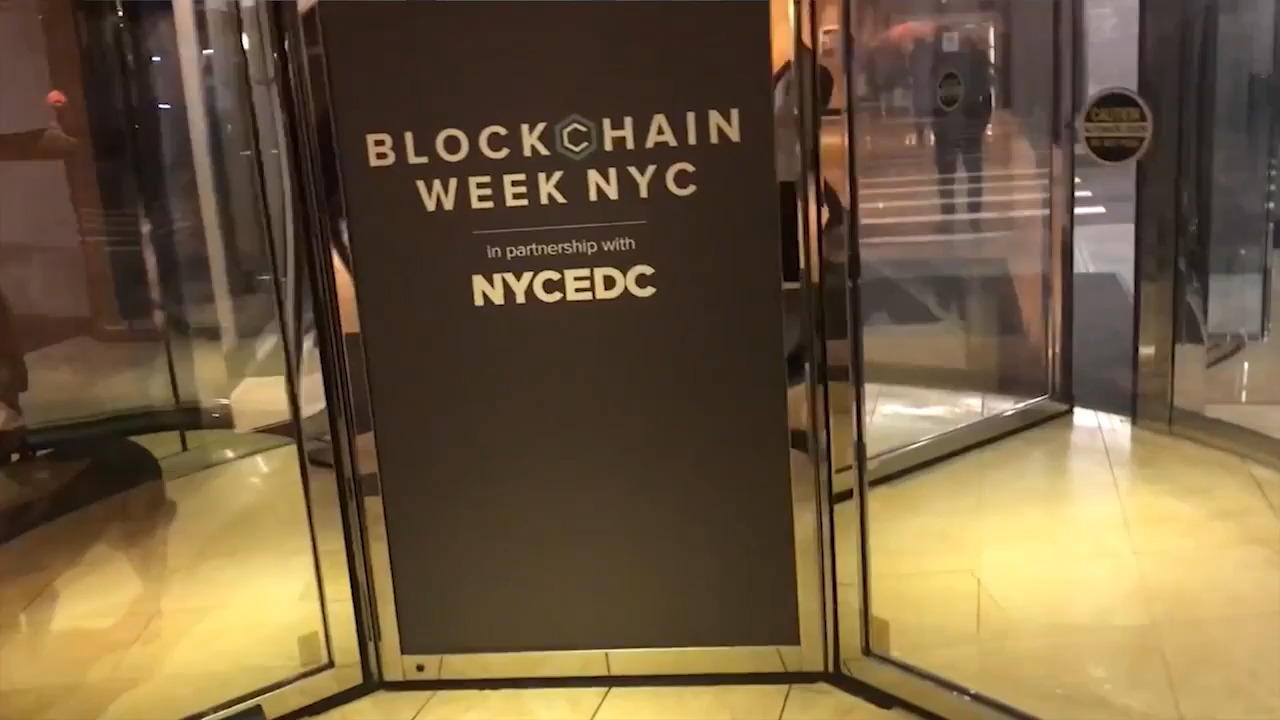 BLOCKCHAIN
WEEK NYC
in partnership with
NYCEDC
CAUTION